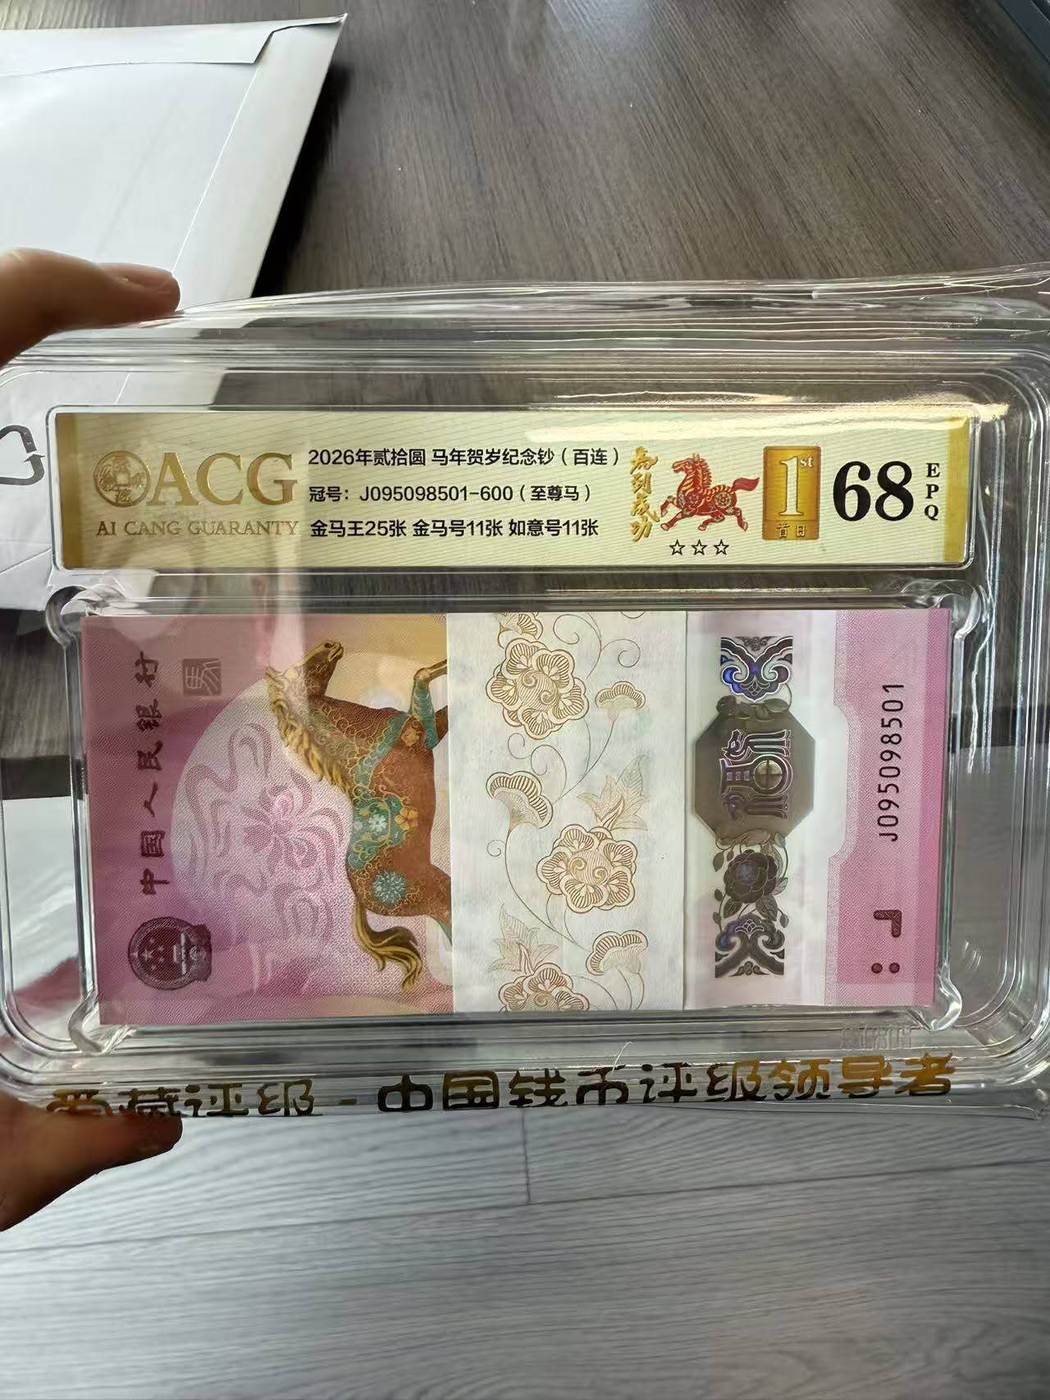 ACG
AI CANG GUARANTY
2026年贰拾圆 马年贺岁纪念钞（百连）
冠号：J095098501-600（至尊马）
金马王25张 金马号11张 如意号11张
马到成功
1st
首日
68
EPQ
中国人民银行
福
J095098501
爱藏评级-中国钱币评级领导者